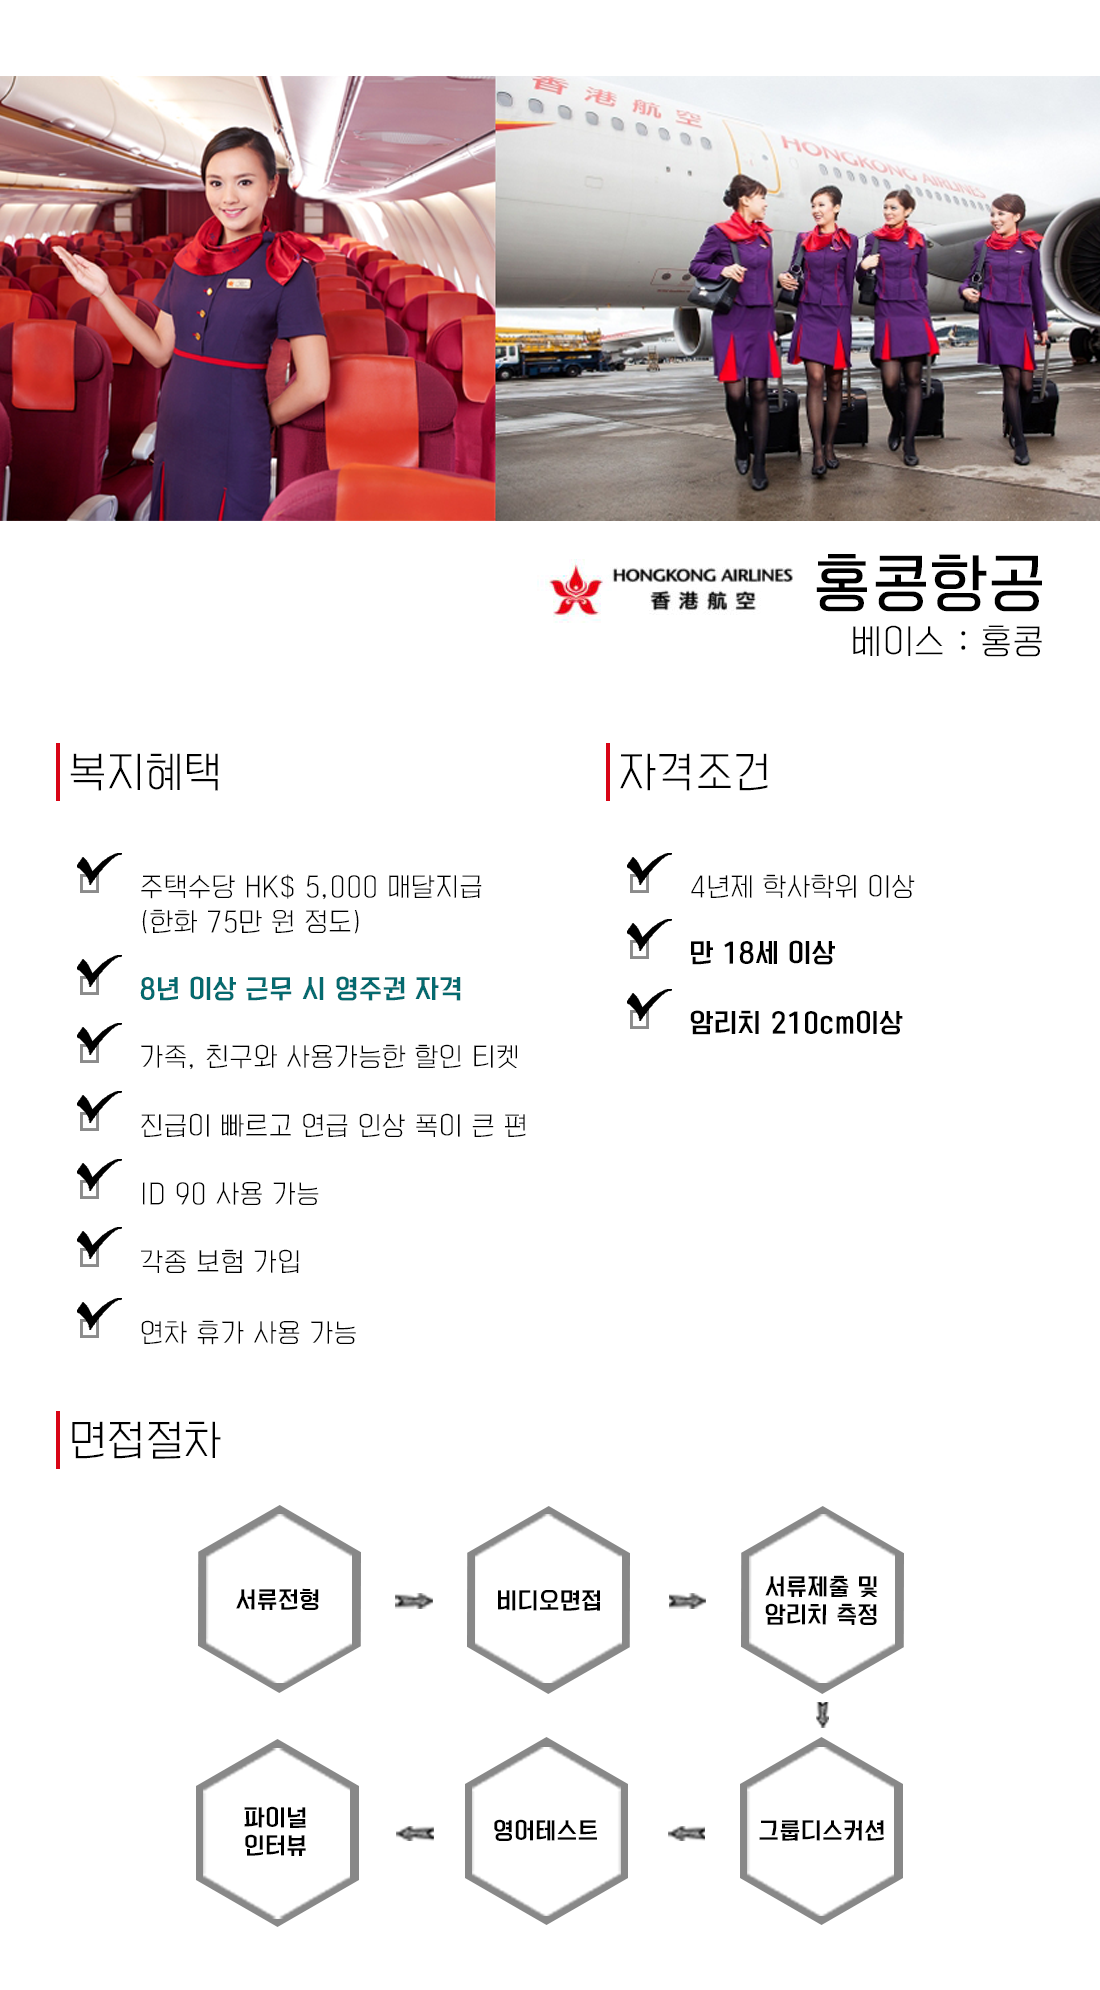 香港航空
HONGKONG AIRLINES
HONGKONG AIRLINES
香港航空
홍콩항공
베이스 : 홍콩
복지혜택
주택수당 HK$ 5,000 매달지급
(한화 75만 원 정도)
8년 이상 근무 시 영주권 자격
가족, 친구와 사용가능한 할인 티켓
진급이 빠르고 연급 인상 폭이 큰 편
ID 90 사용 가능
각종 보험 가입
연차 휴가 사용 가능
자격조건
4년제 학사학위 이상
만 18세 이상
암리치 210cm이상
면접절차
서류전형
비디오면접
서류제출 및
암리치 측정
그룹디스커션
영어테스트
파이널
인터뷰